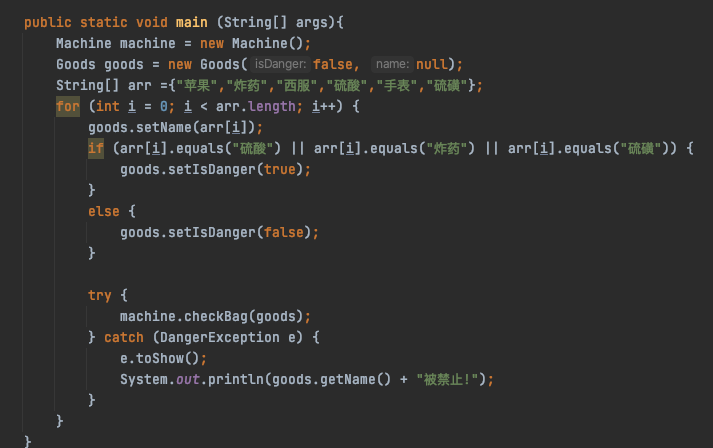 public static void main (String[] args){
Machine machine = new Machine();
Goods goods = new Goods( isDanger: false, name: null);
String[] arr ={"苹果","炸药","西服","硫酸","手表","硫磺"};
for (int i = 0; i < arr.length; i++) {
goods.setName(arr[i]);
if (arr[i].equals("硫酸") || arr[i].equals("炸药") || arr[i].equals("硫磺")) {
goods.setIsDanger(true);
}
else {
goods.setIsDanger(false);
}
try {
machine.checkBag(goods);
} catch (DangerException e) {
e.toShow();
System.out.println(goods.getName() + "被禁止!");
}
}
}